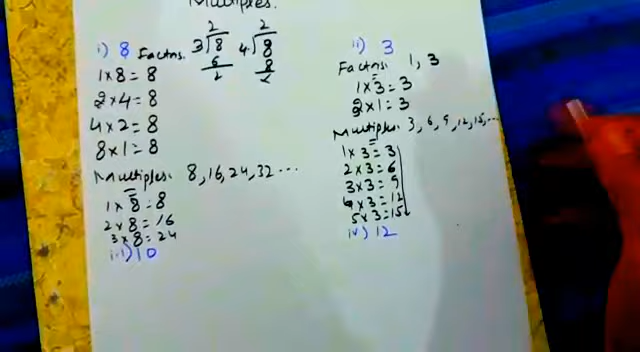 Multiples.
i) 8 Factors.
3)8 2 6 2
4)8 2 8
1 x 8 = 8
2 x 4 = 8
4 x 2 = 8
8 x 1 = 8
Multiples: 8, 16, 24, 32 ...
1 x 8 = 8
2 x 8 = 16
3 x 8 = 24
iii) 10
ii) 3
Factors: 1, 3
1 x 3 = 3
2 x 1 = 3
Multiples: 3, 6, 9, 12, 15, ...
1 x 3 = 3
2 x 3 = 6
3 x 3 = 9
4 x 3 = 12
5 x 3 = 15
iv) 12